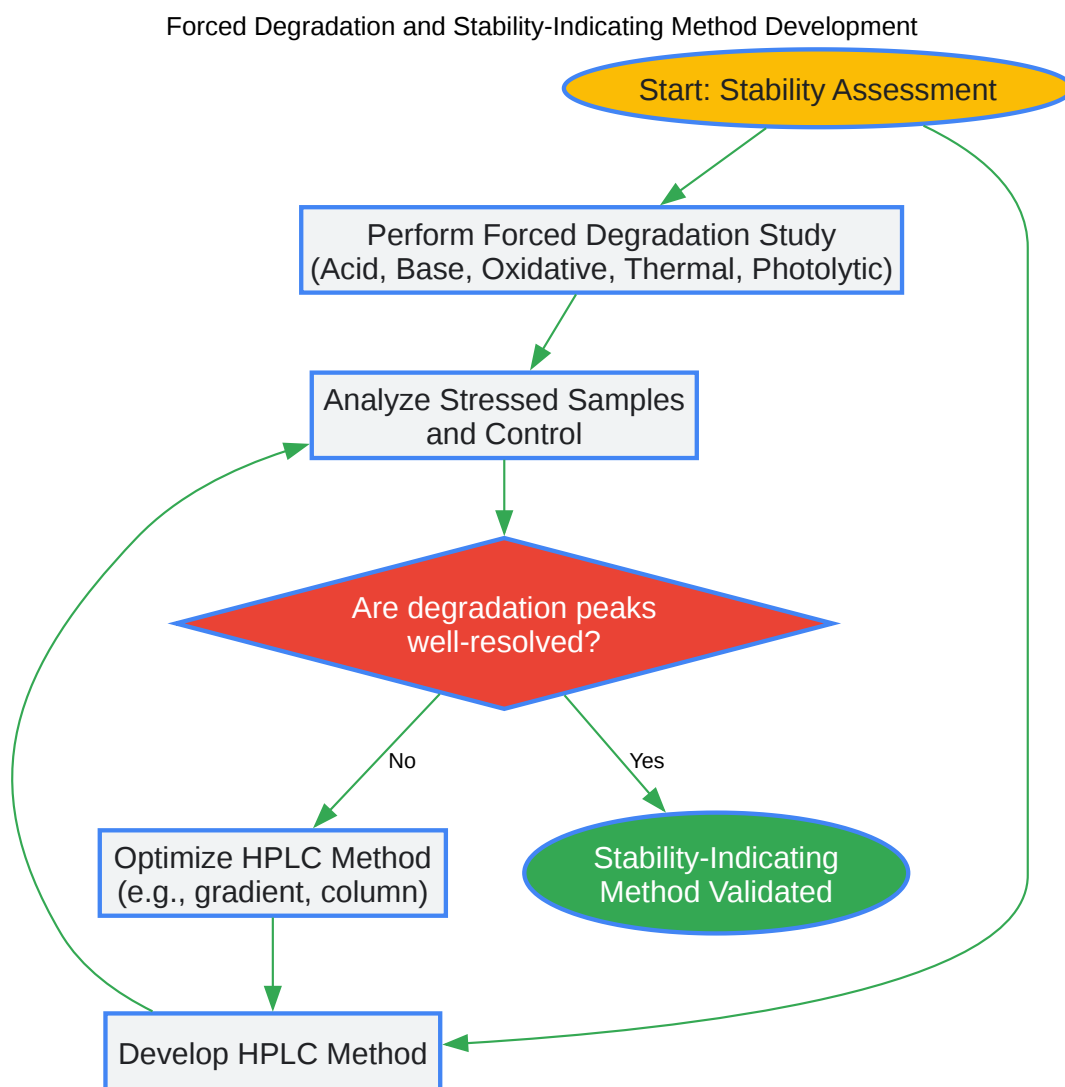 Forced Degradation and Stability-Indicating Method Development
Start: Stability Assessment
Perform Forced Degradation Study
(Acid, Base, Oxidative, Thermal, Photolytic)
Analyze Stressed Samples
and Control
Are degradation peaks
well-resolved?
No
Yes
Optimize HPLC Method
(e.g., gradient, column)
Stability-Indicating
Method Validated
Develop HPLC Method